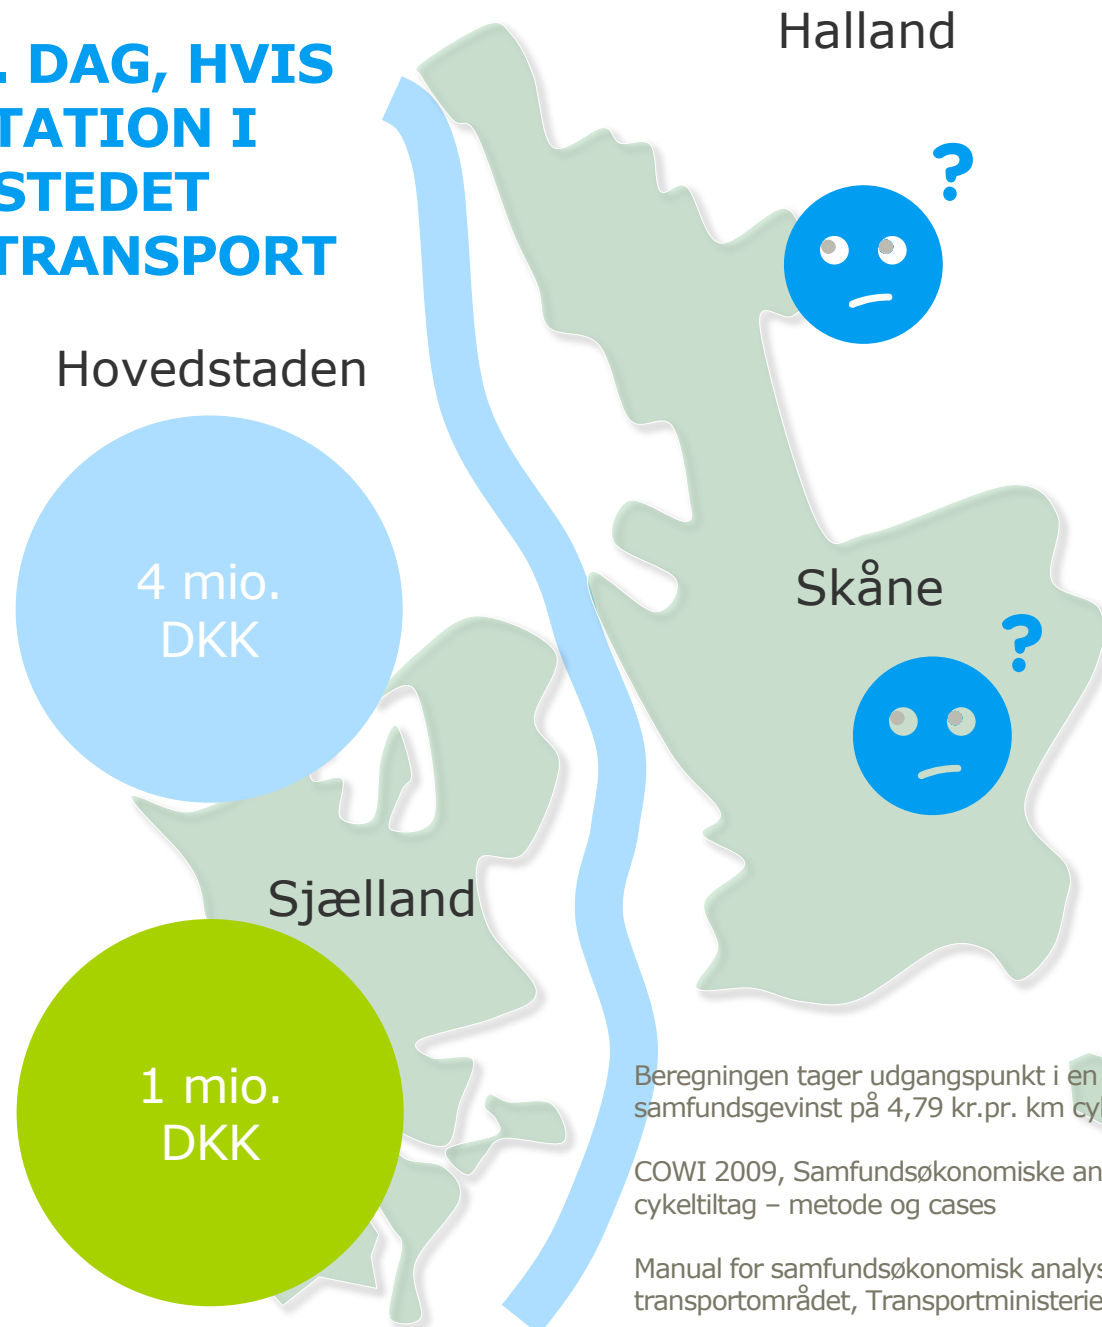 . DAG, HVIS
TATION I
STEDET
TRANSPORT
Halland
?
Hovedstaden
4 mio.
DKK
Skåne
?
Sjælland
1 mio.
DKK
Beregningen tager udgangspunkt i en
samfundsgevinst på 4,79 kr.pr. km
COWI 2009, Samfundsøkonomiske
cykeltiltag – metode og cases
Manual for samfundsøkonomisk
transportområdet,